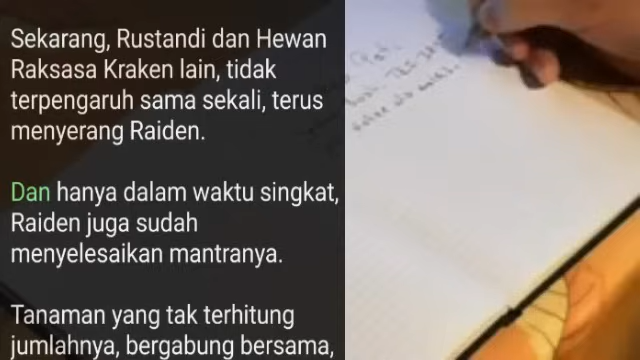 Sekarang, Rustandi dan Hewan
Raksasa Kraken lain, tidak
terpengaruh sama sekali, terus
menyerang Raiden.
Dan hanya dalam waktu singkat,
Raiden juga sudah
menyelesaikan mantranya.
Tanaman yang tak terhitung
jumlahnya, bergabung bersama,